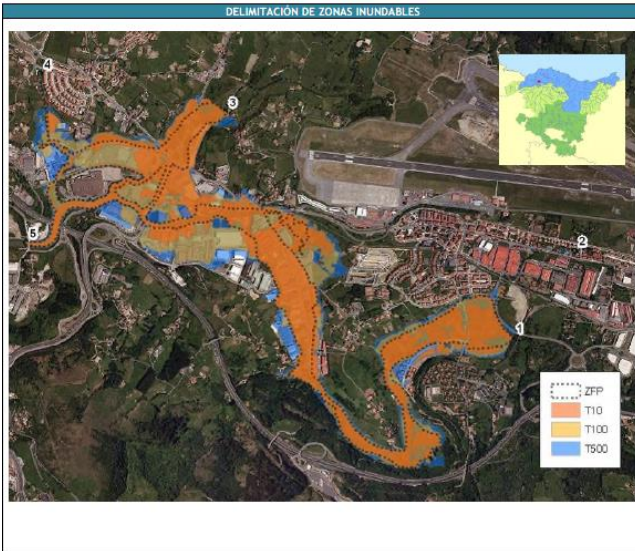 DELIMITACIÓN DE ZONAS INUNDABLES
4
3
2
5
1
ZFP
T10
T100
T500